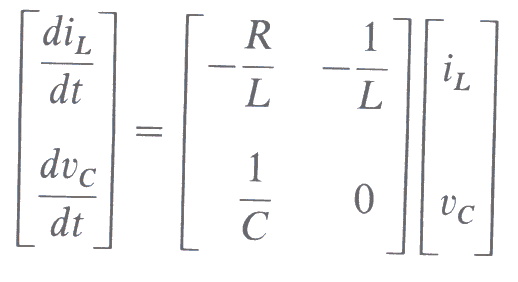 [di_L/dt] = [-R/L -1/L] [i_L]
[dv_C/dt] [1/C 0] [v_C]